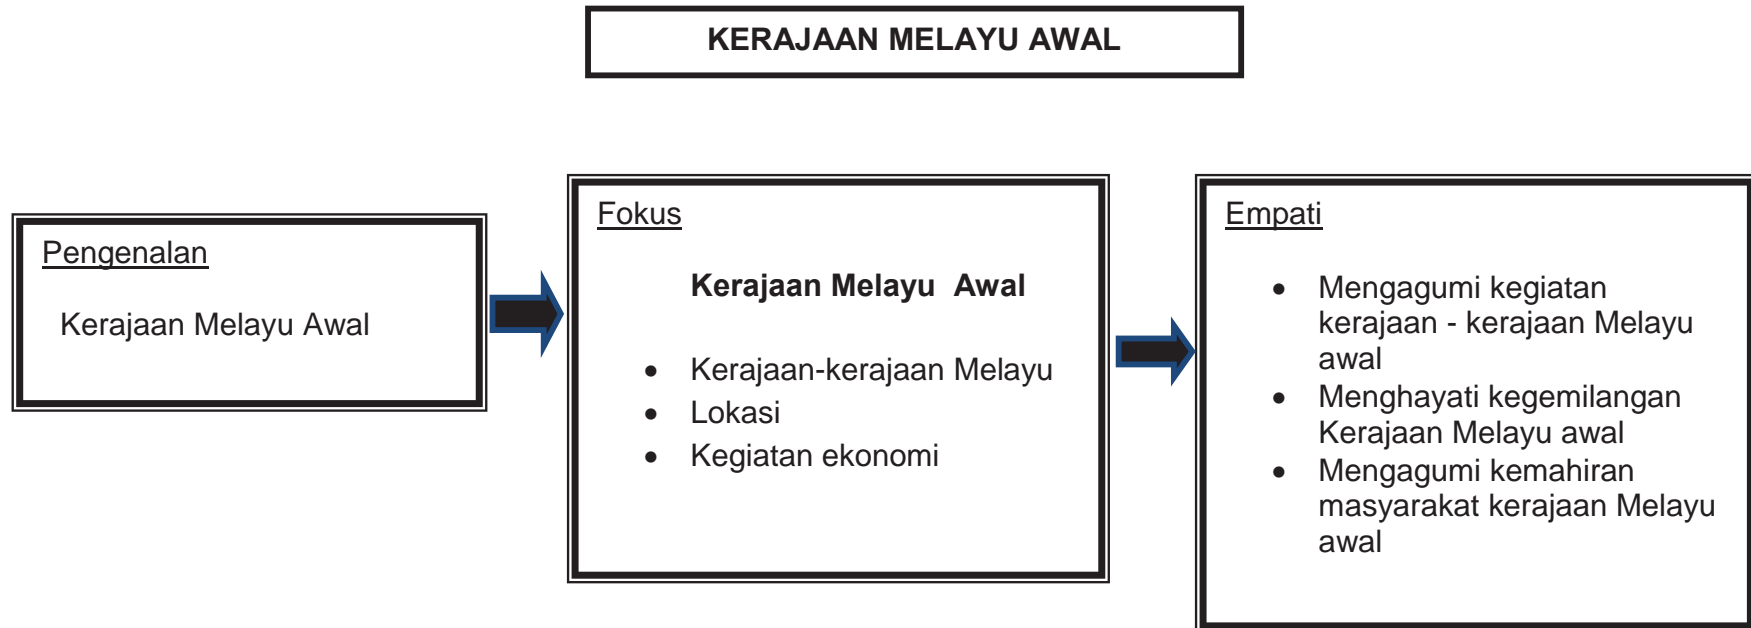 KERAJAAN MELAYU AWAL
Pengenalan
Kerajaan Melayu Awal
Fokus
Kerajaan Melayu Awal
• Kerajaan-kerajaan Melayu
• Lokasi
• Kegiatan ekonomi
Empati
• Mengagumi kegiatan
kerajaan - kerajaan Melayu
awal
• Menghayati kegemilangan
Kerajaan Melayu awal
• Mengagumi kemahiran
masyarakat kerajaan Melayu
awal